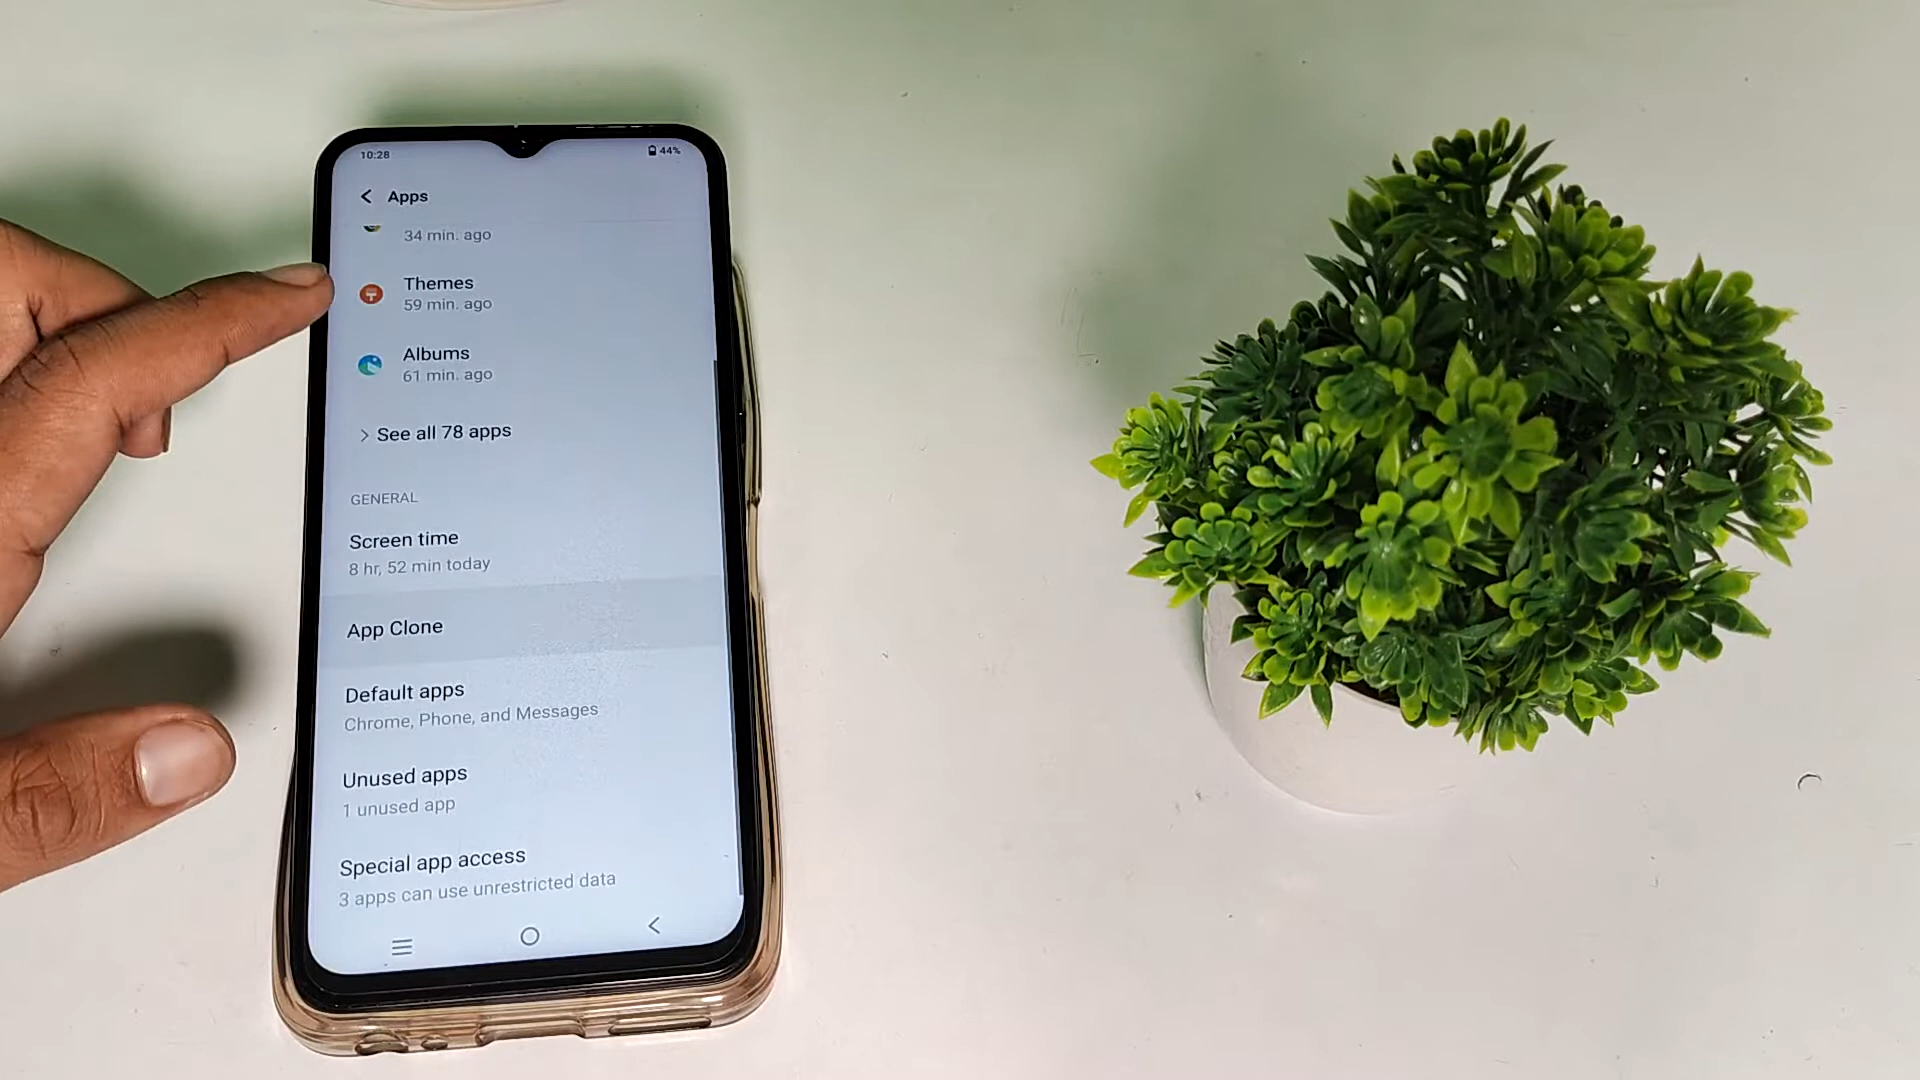 10:28
44%
Apps
34 min. ago
Themes
59 min. ago
Albums
61 min. ago
See all 78 apps
GENERAL
Screen time
8 hr, 52 min today
App Clone
Default apps
Chrome, Phone, and Messages
Unused apps
1 unused app
Special app access
3 apps can use unrestricted data